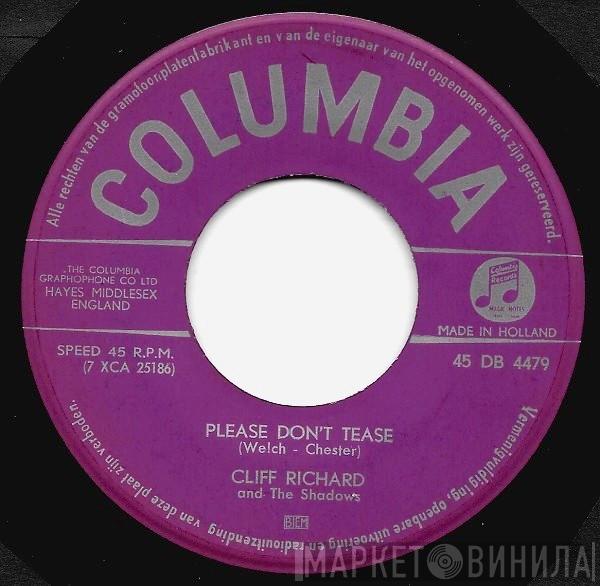 Alle rechten van de gramofoonplatenfabrikant en v an de eigenaar van het opgenomen werk zijn gereserveerd.
COLUMBIA
THE COLUMBIA
GRAPHOPHONE CO LTD
HAYES MIDDLESEX
ENGLAND
Columbia
Records
MAGIC NOTES
MADE IN HOLLAND
SPEED 45 R.P.M.
(7 XCA 25186)
45 DB 4479
PLEASE DON'T TEASE
(Welch - Chester)
CLIFF RICHARD
and The Shadows
BIEM
Vermenigvuldiging, openbare uitvoering en radiouitzending van deze plaat zijn verboden.
МАРКЕТ ВИНИЛА